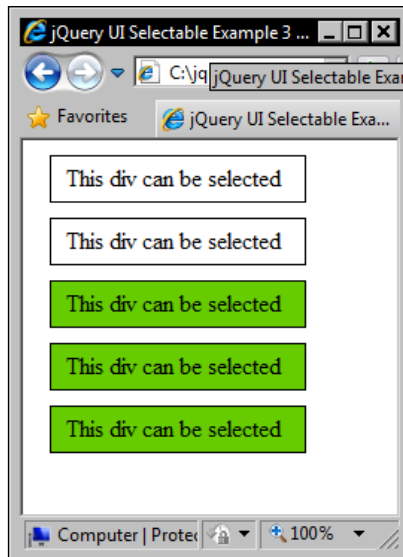 jQuery UI Selectable Example 3 ...
C:\jq
jQuery UI Selectable Exa
Favorites
jQuery UI Selectable Exa...
This div can be selected
This div can be selected
This div can be selected
This div can be selected
This div can be selected
Computer | Protec
100%